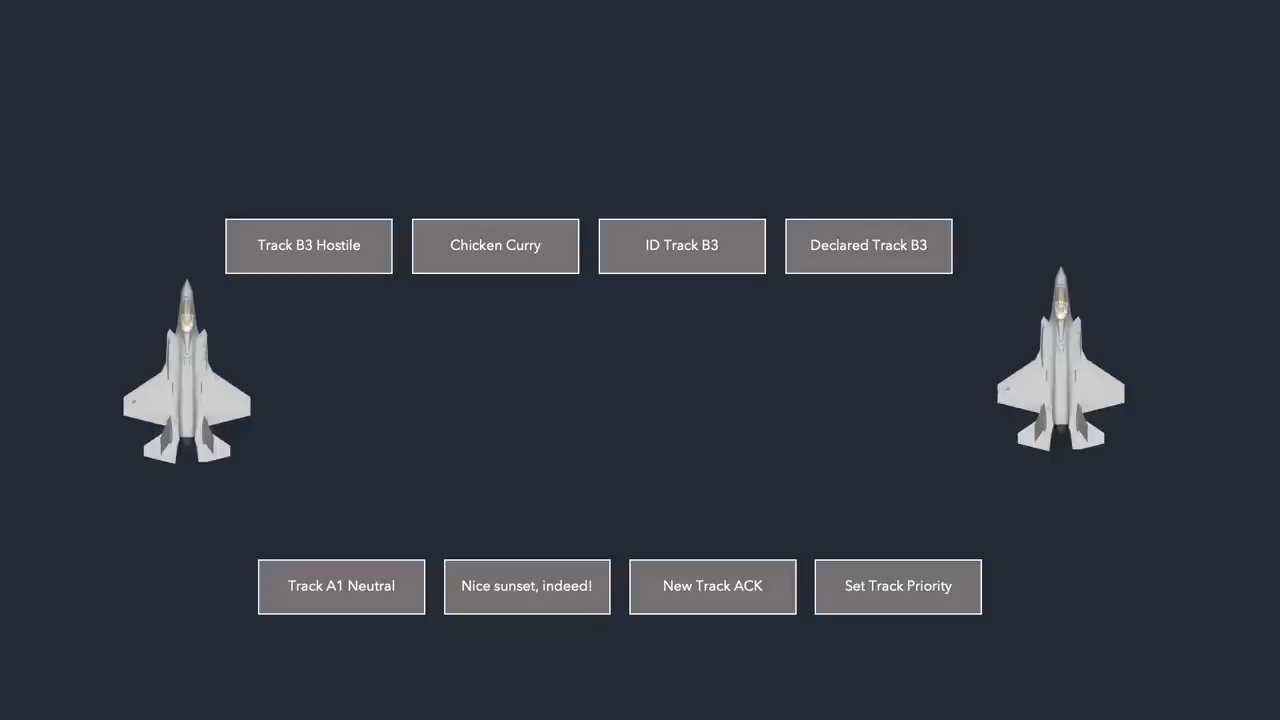 Track B3 Hostile
Chicken Curry
ID Track B3
Declared Track B3
Track A1 Neutral
Nice sunset, indeed!
New Track ACK
Set Track Priority